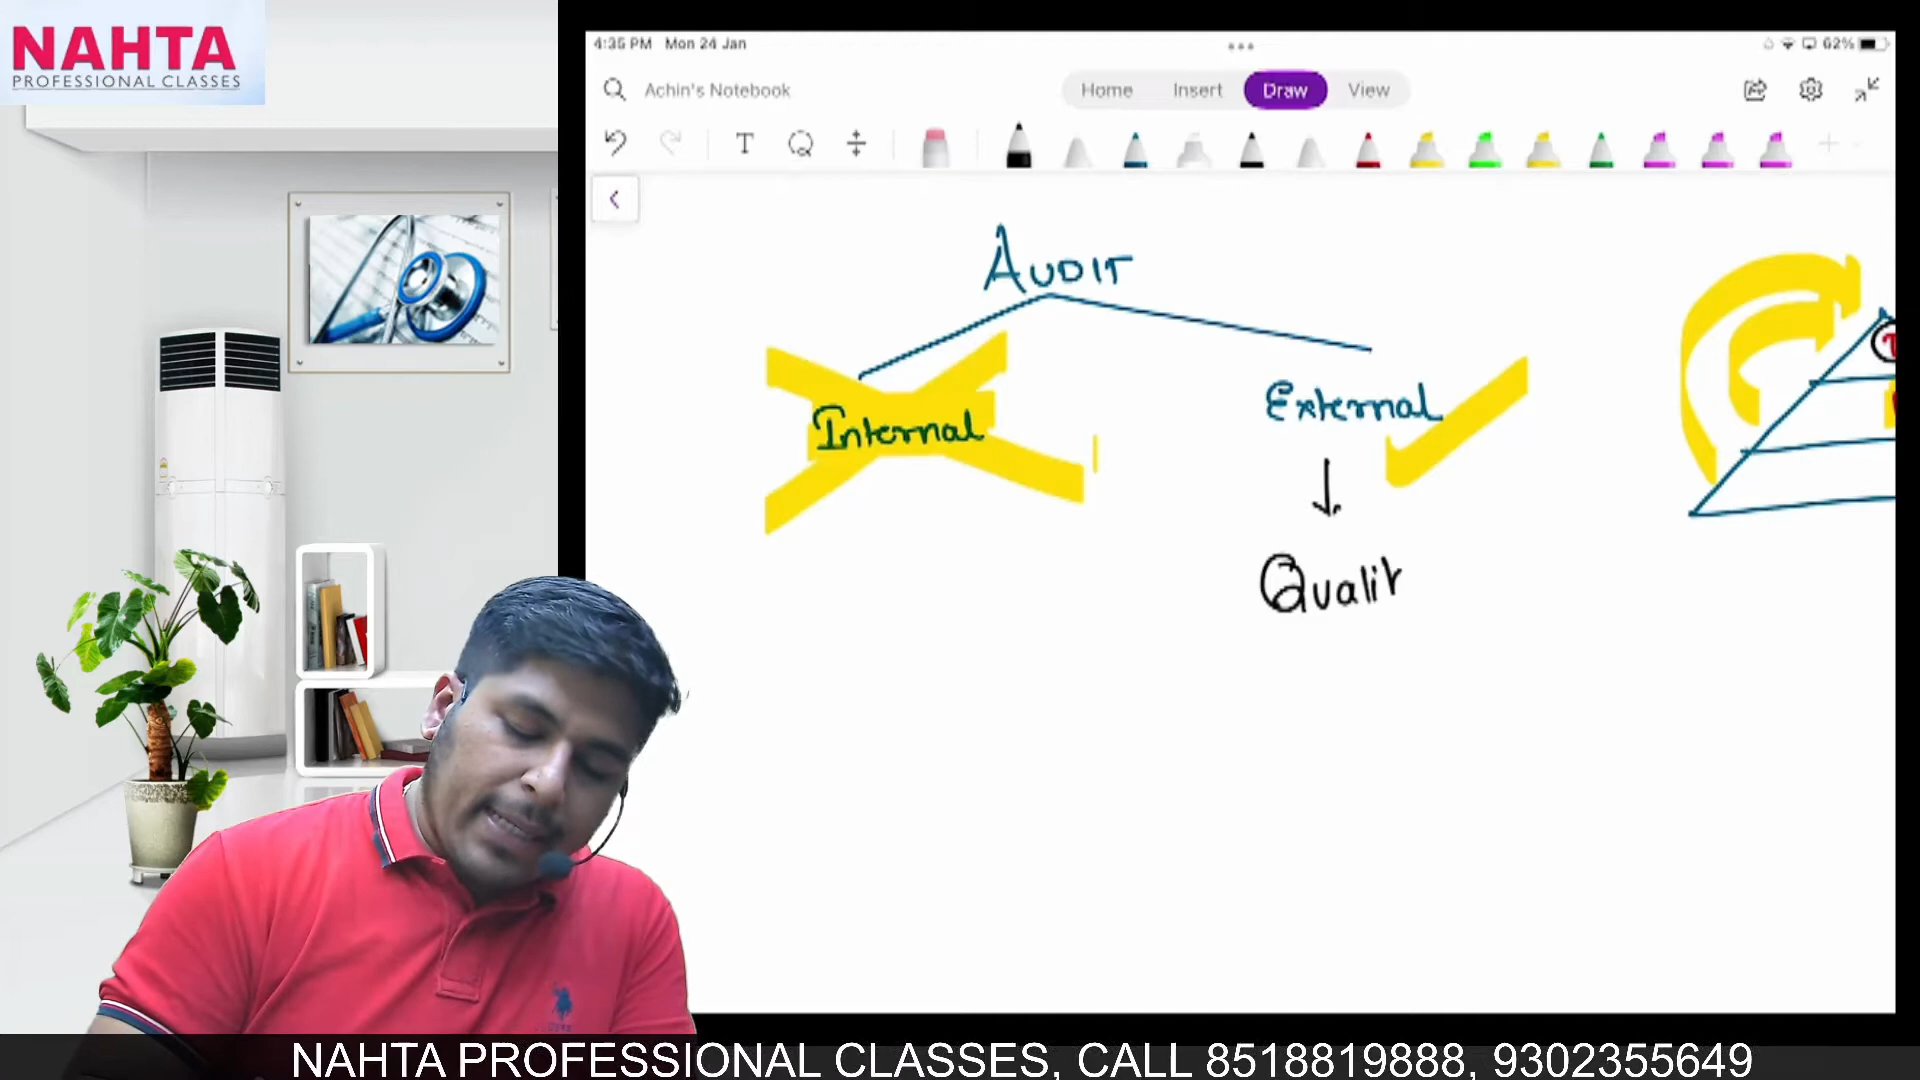 NAHTA
PROFESSIONAL CLASSES
4:35 PM Mon 24 Jan
62%
Achin's Notebook
Home Insert Draw View
T
AUDIT
Internal
External
Qualit
NAHTA PROFESSIONAL CLASSES, CALL 8518819888, 9302355649